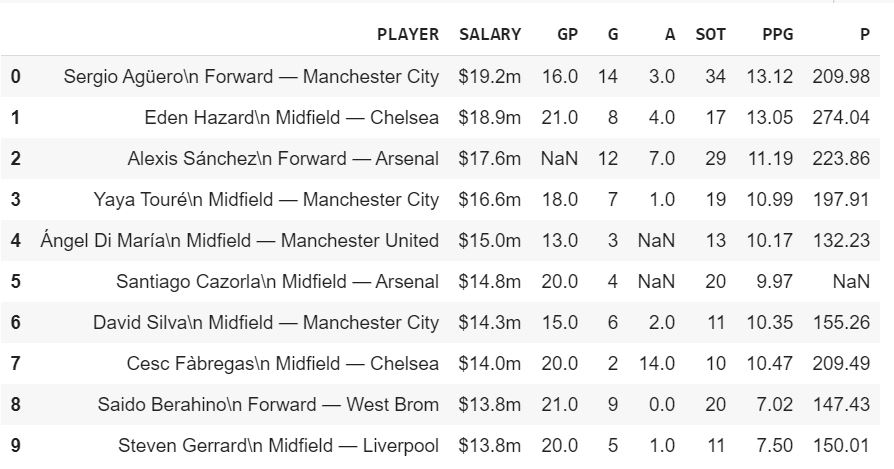 PLAYER SALARY GP G A SOT PPG P
0 Sergio Agüero\n Forward — Manchester City $19.2m 16.0 14 3.0 34 13.12 209.98
1 Eden Hazard\n Midfield — Chelsea $18.9m 21.0 8 4.0 17 13.05 274.04
2 Alexis Sánchez\n Forward — Arsenal $17.6m NaN 12 7.0 29 11.19 223.86
3 Yaya Touré\n Midfield — Manchester City $16.6m 18.0 7 1.0 19 10.99 197.91
4 Ángel Di María\n Midfield — Manchester United $15.0m 13.0 3 NaN 13 10.17 132.23
5 Santiago Cazorla\n Midfield — Arsenal $14.8m 20.0 4 NaN 20 9.97 NaN
6 David Silva\n Midfield — Manchester City $14.3m 15.0 6 2.0 11 10.35 155.26
7 Cesc Fàbregas\n Midfield — Chelsea $14.0m 20.0 2 14.0 10 10.47 209.49
8 Saido Berahino\n Forward — West Brom $13.8m 21.0 9 0.0 20 7.02 147.43
9 Steven Gerrard\n Midfield — Liverpool $13.8m 20.0 5 1.0 11 7.50 150.01